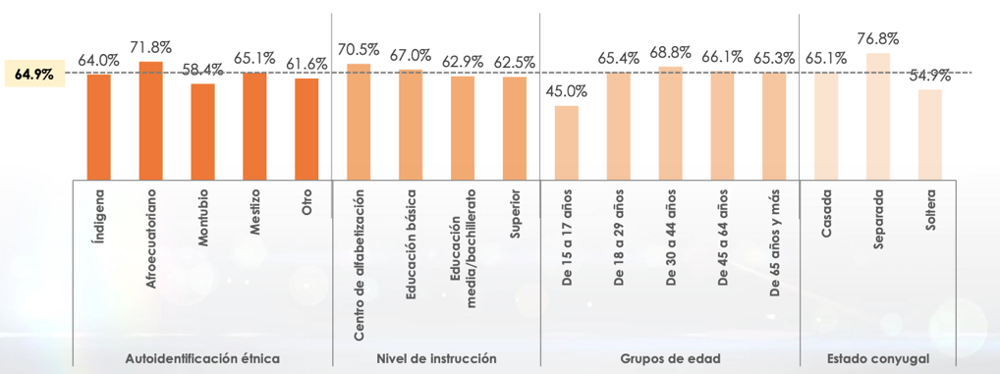 64.9%
64.0%
71.8%
58.4%
65.1%
61.6%
70.5%
67.0%
62.9%
62.5%
45.0%
65.4%
68.8%
66.1%
65.3%
65.1%
76.8%
54.9%
Índigena
Afroecuatoriano
Montubio
Mestizo
Otro
Centro de alfabetización
Educación básica
Educación
media/bachillerato
Superior
De 15 a 17 años
De 18 a 29 años
De 30 a 44 años
De 45 a 64 años
De 65 años y más
Casada
Separada
Soltera
Autoidentificación étnica
Nivel de instrucción
Grupos de edad
Estado conyugal